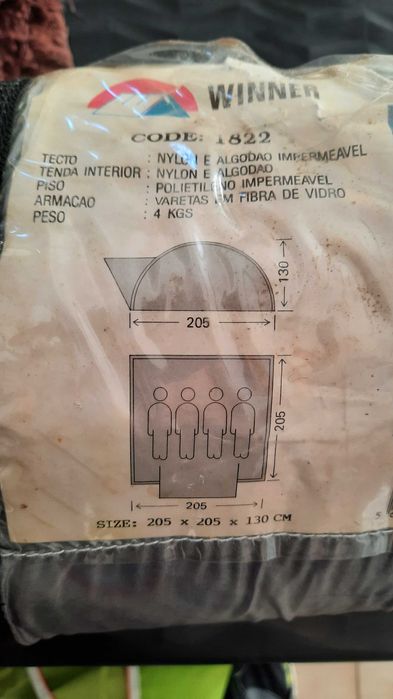 WINNER
CODE: 1822
TECTO : NYLON E ALGODAO IMPERMEAVEL
TENDA INTERIOR : NYLON E ALGODAO
PISO : POLIETILENO IMPERMEAVEL
ARMACAO : VARETAS EM FIBRA DE VIDRO
PESO : 4 KGS
130
205
205
205
SIZE: 205 x 205 x 130 CM